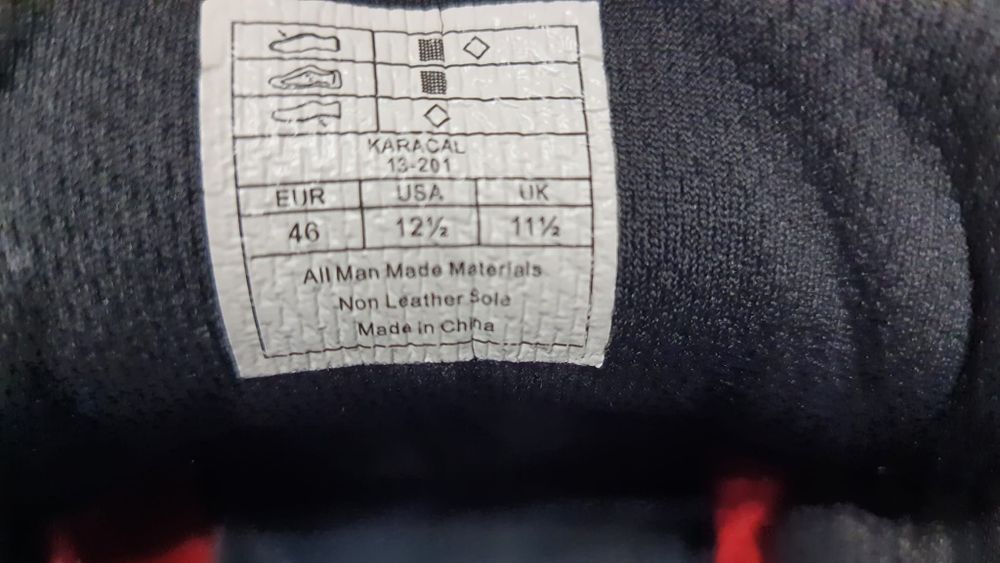 KARACAL
13-201
EUR USA UK
46 12½ 11½
All Man Made Materials
Non Leather Sole
Made in China